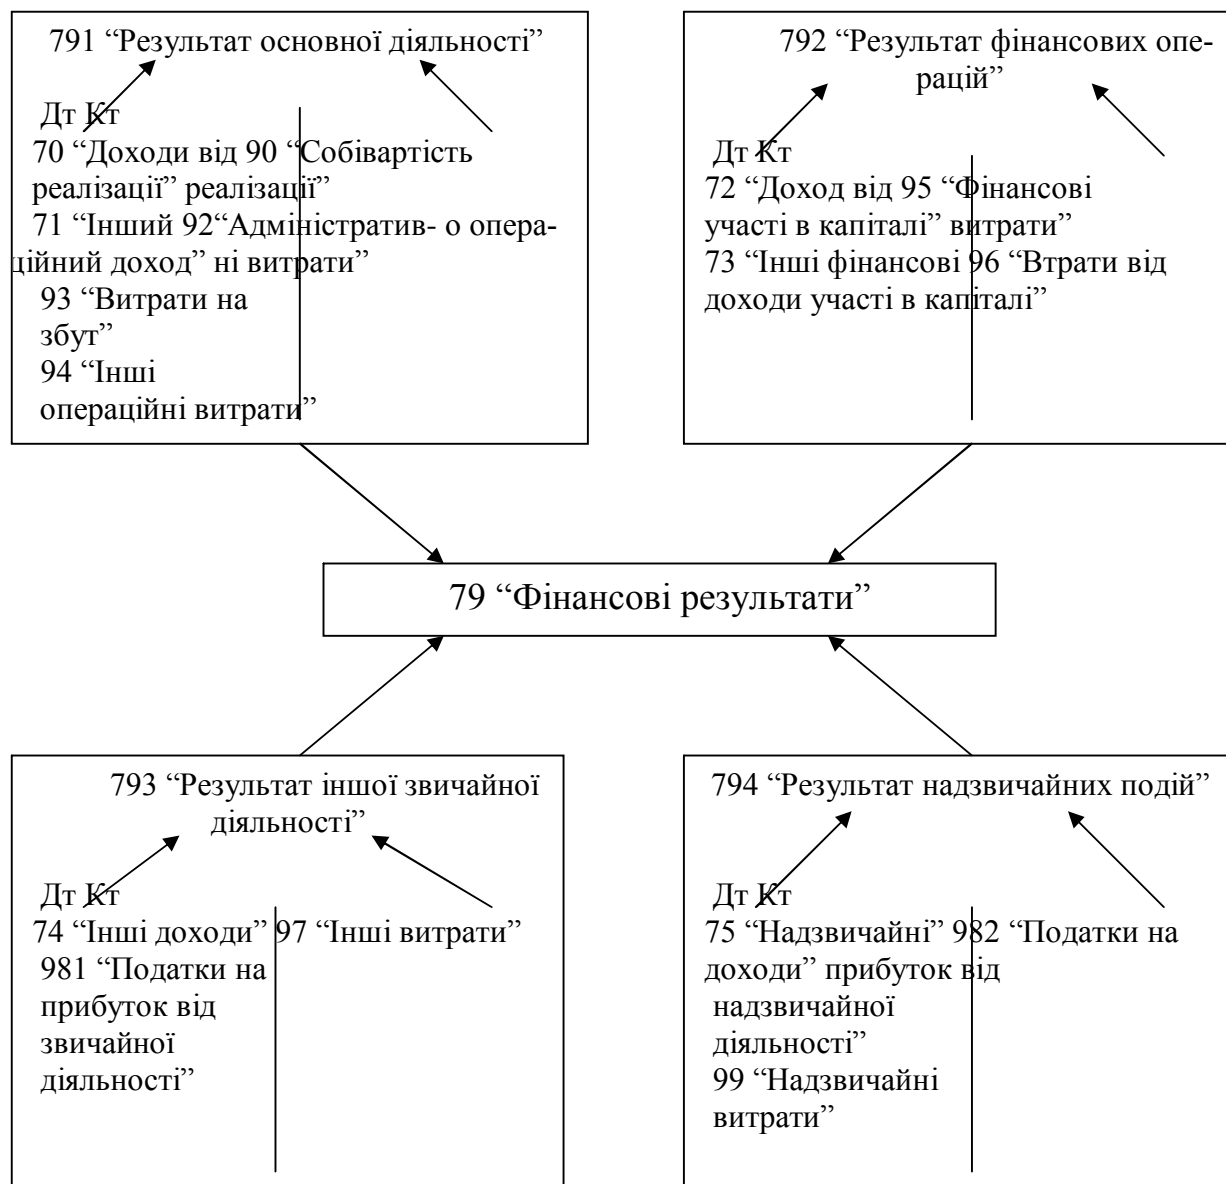 791 “Результат основної діяльності”
Дт Кт
70 “Доходи від 90 “Собівартість
реалізації” реалізації”
71 “Інший 92“Адміністратив- о опера-
ційний доход” ні витрати”
93 “Витрати на
збут”
94 “Інші
операційні витрати”
792 “Результат фінансових опе-
рацій”
Дт Кт
72 “Доход від 95 “Фінансові
участі в капіталі” витрати”
73 “Інші фінансові 96 “Втрати від
доходи участі в капіталі”
79 “Фінансові результати”
793 “Результат іншої звичайної
діяльності”
Дт Кт
74 “Інші доходи” 97 “Інші витрати”
981 “Податки на
прибуток від
звичайної
діяльності”
794 “Результат надзвичайних подій”
Дт Кт
75 “Надзвичайні” 982 “Податки на
доходи” прибуток від
надзвичайної
діяльності”
99 “Надзвичайні
витрати”